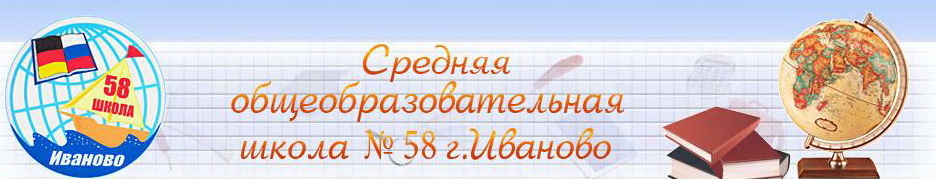 58
ШКОЛА
Иваново
Средняя
общеобразовательная
школа № 58 г.Иваново